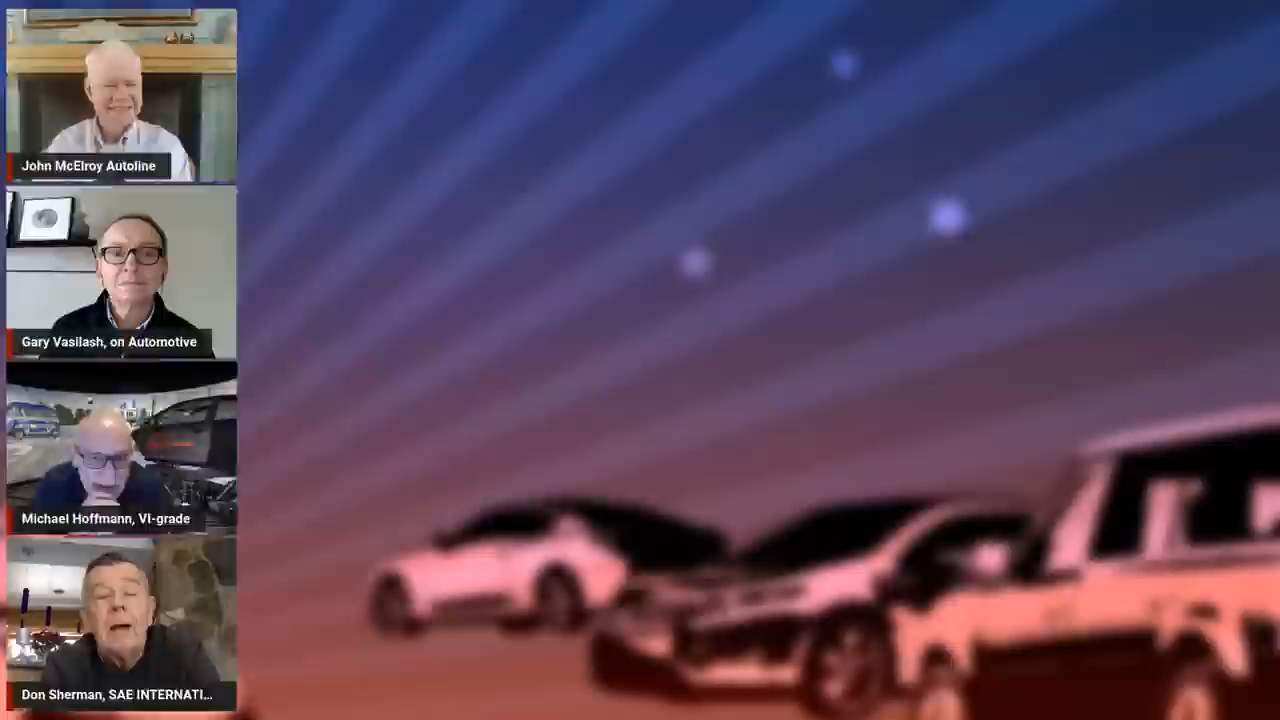 John McElroy Autoline
Gary Vasilash, on Automotive
Michael Hoffmann, VI-grade
Don Sherman, SAE INTERNATI...